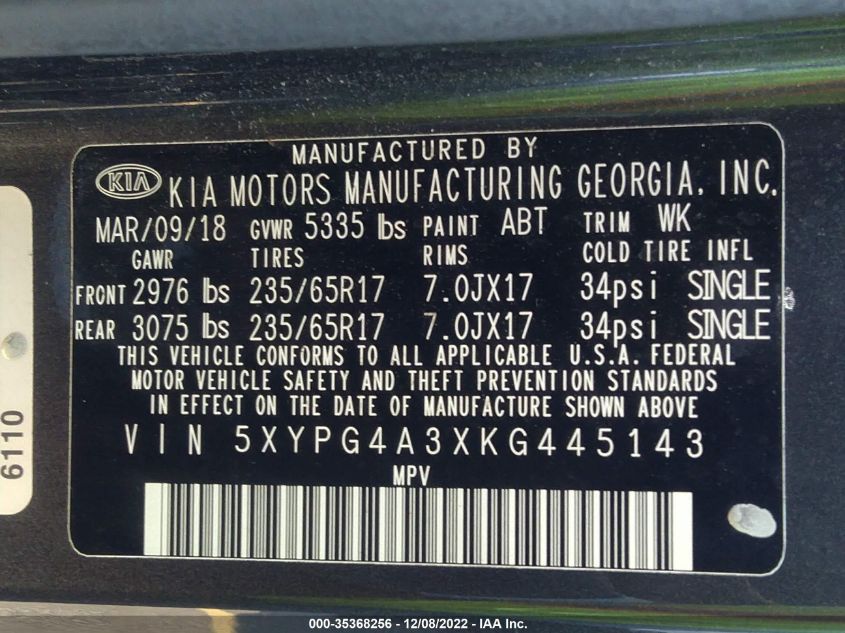 MANUFACTURED BY
KIA KIA MOTORS MANUFACTURING GEORGIA, INC.
MAR/09/18 GVWR 5335 lbs PAINT ABT TRIM WK
GAWR TIRES RIMS COLD TIRE INFL
FRONT 2976 lbs 235/65R17 7.0JX17 34psi SINGLE
REAR 3075 lbs 235/65R17 7.0JX17 34psi SINGLE
THIS VEHICLE CONFORMS TO ALL APPLICABLE U.S.A. FEDERAL
MOTOR VEHICLE SAFETY AND THEFT PREVENTION STANDARDS
IN EFFECT ON THE DATE OF MANUFACTURE SHOWN ABOVE
VIN 5XYPG4A3XKG445143
MPV
6110
000-35368256 - 12/08/2022 - IAA Inc.